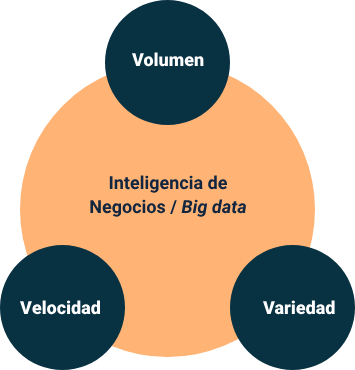 Volumen
Inteligencia de
Negocios / Big data
Velocidad
Variedad